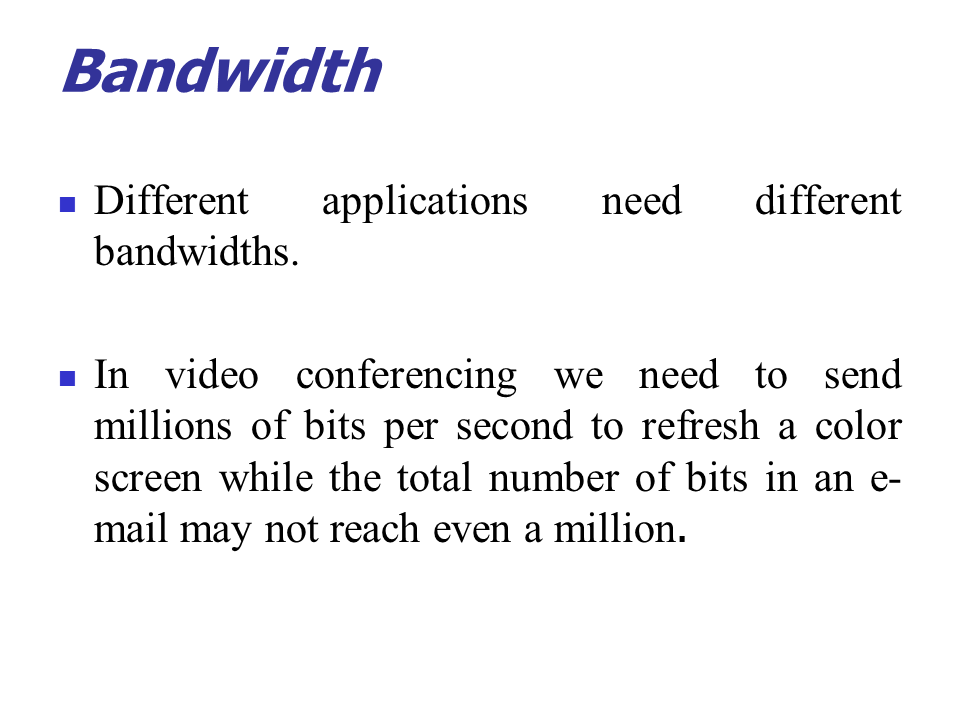 Bandwidth
Different applications need different
bandwidths.
In video conferencing we need to send
millions of bits per second to refresh a color
screen while the total number of bits in an e-
mail may not reach even a million.